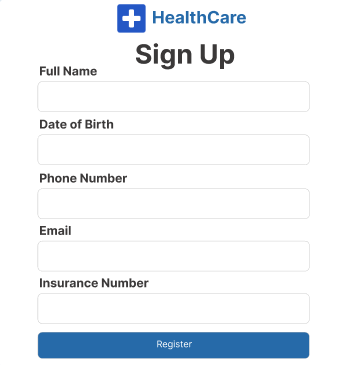 HealthCare
Sign Up
Full Name
Date of Birth
Phone Number
Email
Insurance Number
Register